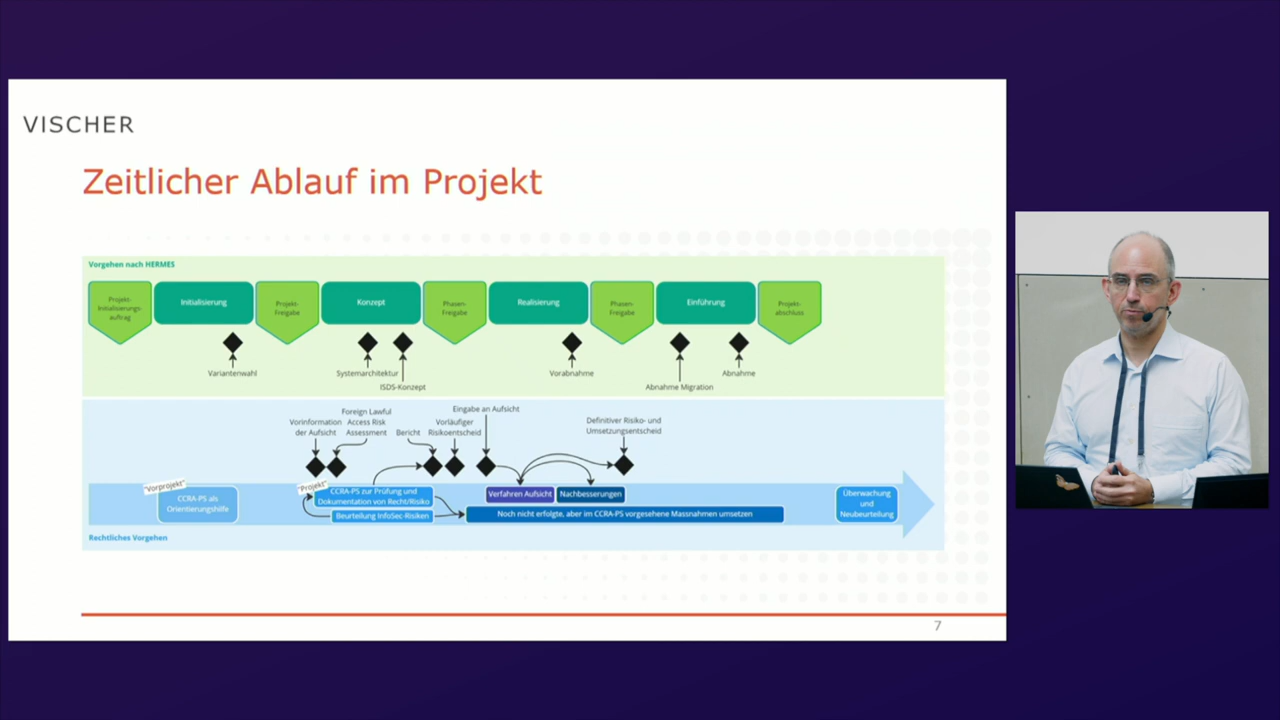 VISCHER
Zeitlicher Ablauf im Projekt
Vorgehen nach HERMES
Projekt-
Initialisierungs-
auftrag
Initialisierung
Projekt-
Freigabe
Konzept
Phasen-
Freigabe
Realisierung
Phasen-
Freigabe
Einführung
Projekt-
abschluss
Variantenwahl
Systemarchitektur
ISDS-Konzept
Vorabnahme
Abnahme Migration
Abnahme
Vorinformation
der Aufsicht
Foreign Lawful
Access Risk
Assessment
Bericht
Vorläufiger
Risikoentscheid
Eingabe an Aufsicht
Definitiver Risiko- und
Umsetzungsentscheid
"Vorprojekt"
CCRA-PS als
Orientierungshilfe
"Projekt"
CCRA-PS zur Prüfung und
Dokumentation von Recht/Risiko
Beurteilung InfoSec-Risiken
Verfahren Aufsicht
Nachbesserungen
Noch nicht erfolgte, aber im CCRA-PS vorgesehene Massnahmen umsetzen
Überwachung
und
Neubeurteilung
Rechtliches Vorgehen
7